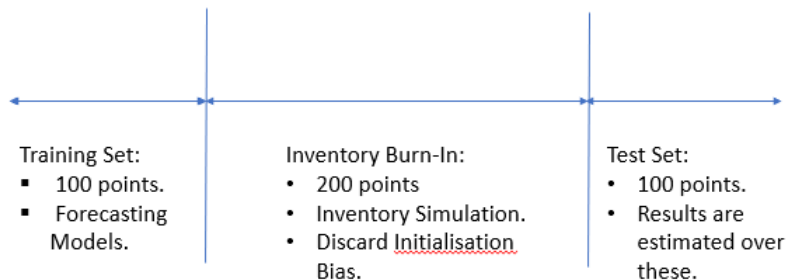 Training Set:
▪ 100 points.
▪ Forecasting
Models.
Inventory Burn-In:
• 200 points
• Inventory Simulation.
• Discard Initialisation
Bias.
Test Set:
• 100 points.
• Results are
estimated over
these.